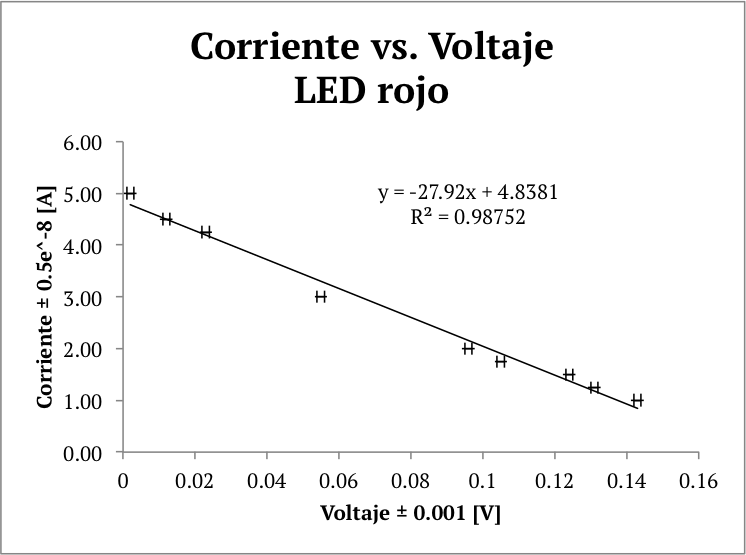 Corriente vs. Voltaje
LED rojo
y = -27.92x + 4.8381
R² = 0.98752
Corriente ± 0.5e^-8 [A]
6.00
5.00
4.00
3.00
2.00
1.00
0.00
0 0.02 0.04 0.06 0.08 0.1 0.12 0.14 0.16
Voltaje ± 0.001 [V]